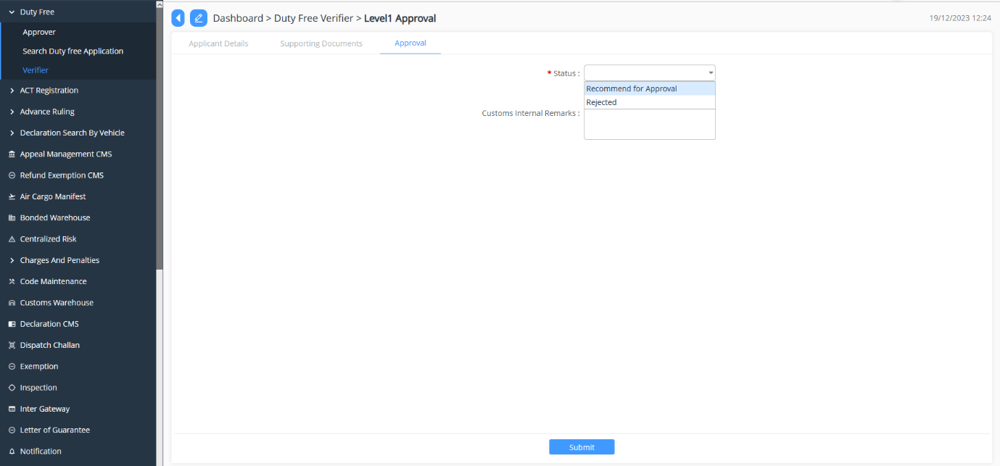 Duty Free
Approver
Search Duty free Application
Verifier
ACT Registration
Advance Ruling
Declaration Search By Vehicle
Appeal Management CMS
Refund Exemption CMS
Air Cargo Manifest
Bonded Warehouse
Centralized Risk
Charges And Penalties
Code Maintenance
Customs Warehouse
Declaration CMS
Dispatch Challan
Exemption
Inspection
Inter Gateway
Letter of Guarantee
Notification
Dashboard > Duty Free Verifier > Level1 Approval
19/12/2023 12:24
Applicant Details Supporting Documents Approval
* Status :
Recommend for Approval
Rejected
Customs Internal Remarks :
Submit